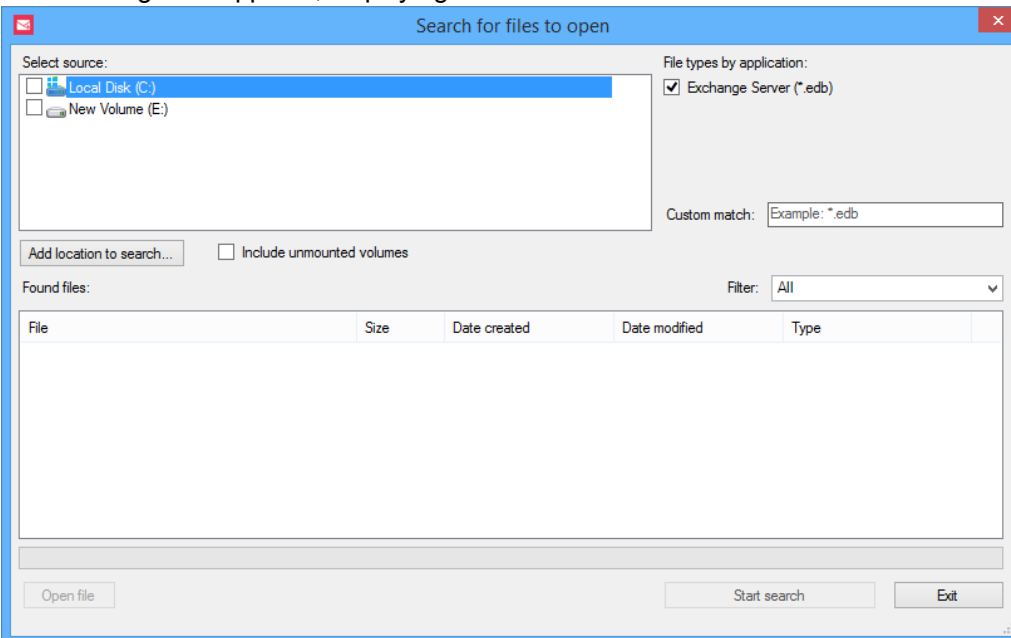 Search for files to open
Select source:
File types by application:
Local Disk (C:)
Exchange Server (*.edb)
New Volume (E:)
Custom match: Example: *.edb
Add location to search...
Include unmounted volumes
Found files:
Filter: All
File Size Date created Date modified Type
Open file
Start search
Exit